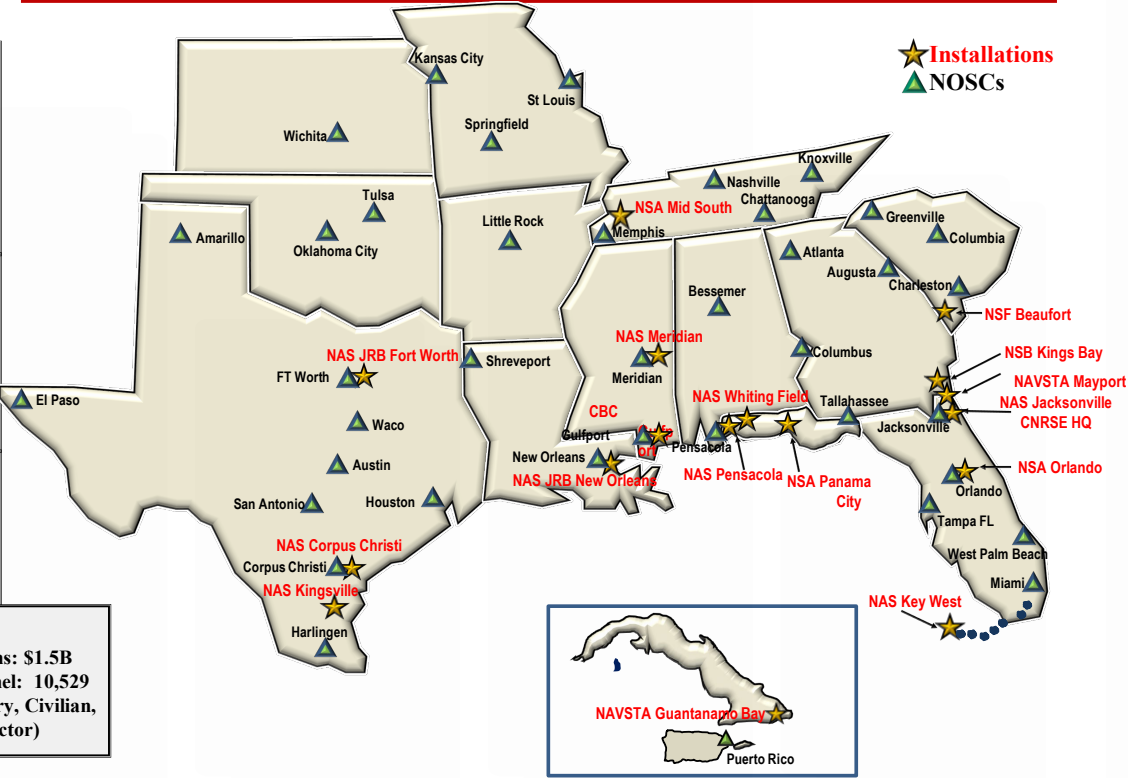 Installations
NOSCs
Kansas City
St Louis
Springfield
Wichita
Knoxville
Nashville
Chattanooga
NSA Mid South
Memphis
Tulsa
Oklahoma City
Little Rock
Amarillo
Greenville
Columbia
Atlanta
Augusta
Charleston
NSF Beaufort
Bessemer
NAS Meridian
Meridian
Columbus
NSB Kings Bay
NAVSTA Mayport
NAS Jacksonville
CNRSE HQ
NAS JRB Fort Worth
FT Worth
Shreveport
El Paso
Waco
NAS Whiting Field
Tallahassee
Jacksonville
CBC
Gulfport
Gulfp
ort
Pensacola
New Orleans
NAS JRB New Orleans
NAS Pensacola
NSA Panama
City
NSA Orlando
Orlando
Austin
San Antonio
Houston
Tampa FL
West Palm Beach
Miami
NAS Corpus Christi
Corpus Christi
NAS Kingsville
Harlingen
NAS Key West
NAVSTA Guantanamo Bay
Puerto Rico
: $1.5B
10,529
Civilian,